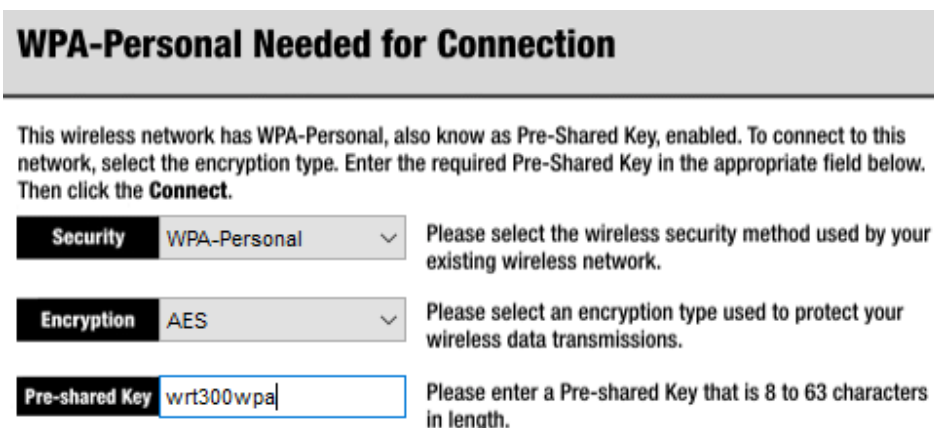 WPA-Personal Needed for Connection
This wireless network has WPA-Personal, also know as Pre-Shared Key, enabled. To connect to this
network, select the encryption type. Enter the required Pre-Shared Key in the appropriate field below.
Then click the Connect.
Security WPA-Personal Please select the wireless security method used by your
existing wireless network.
Encryption AES Please select an encryption type used to protect your
wireless data transmissions.
Pre-shared Key wrt300wpa Please enter a Pre-shared Key that is 8 to 63 characters
in length.